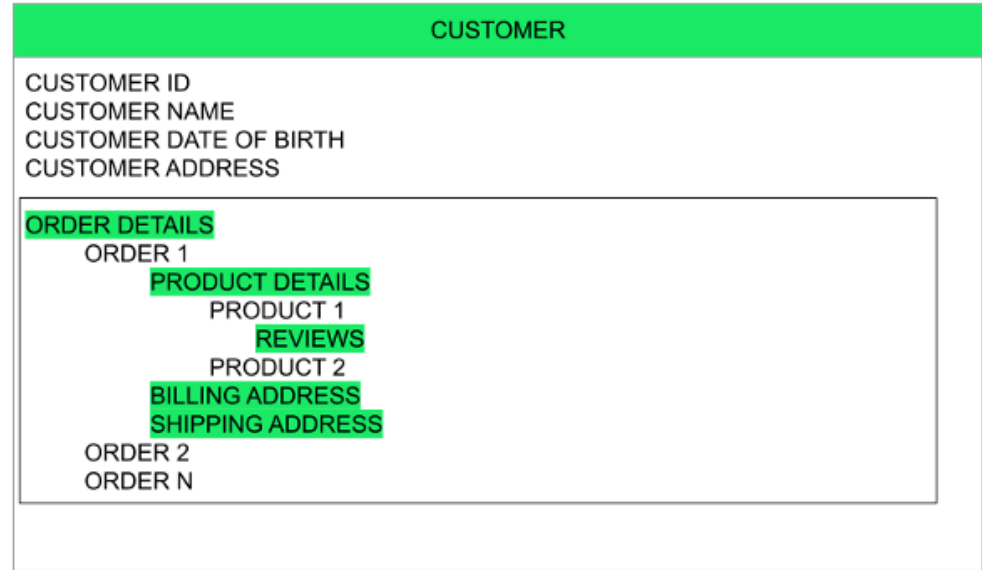 CUSTOMER
CUSTOMER ID
CUSTOMER NAME
CUSTOMER DATE OF BIRTH
CUSTOMER ADDRESS
ORDER DETAILS
ORDER 1
PRODUCT DETAILS
PRODUCT 1
REVIEWS
PRODUCT 2
BILLING ADDRESS
SHIPPING ADDRESS
ORDER 2
ORDER N